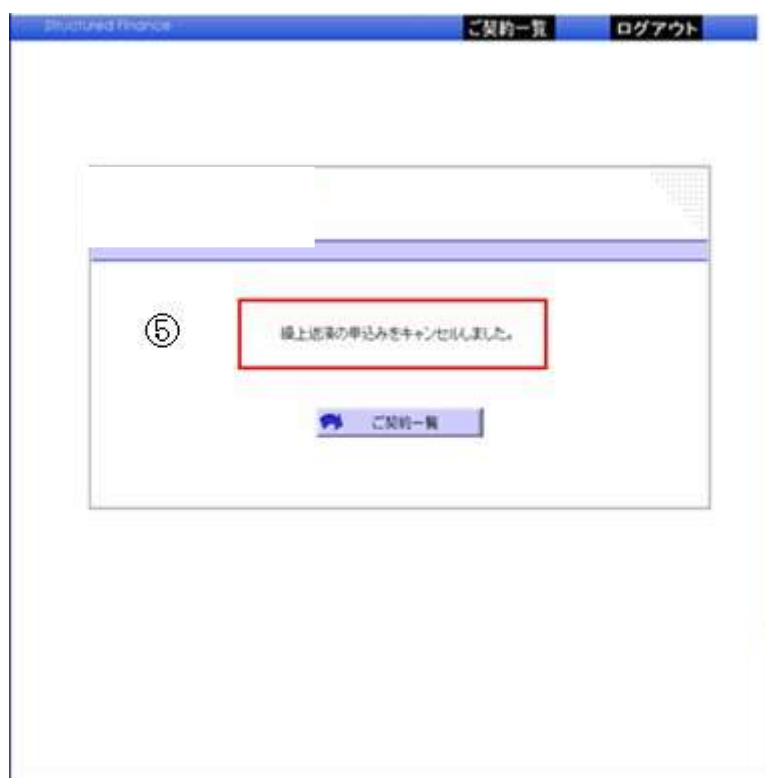 Structured Finance
ご契約一覧
ログアウト
⑤
繰上返済の申込みをキャンセルしました。
ご契約一覧